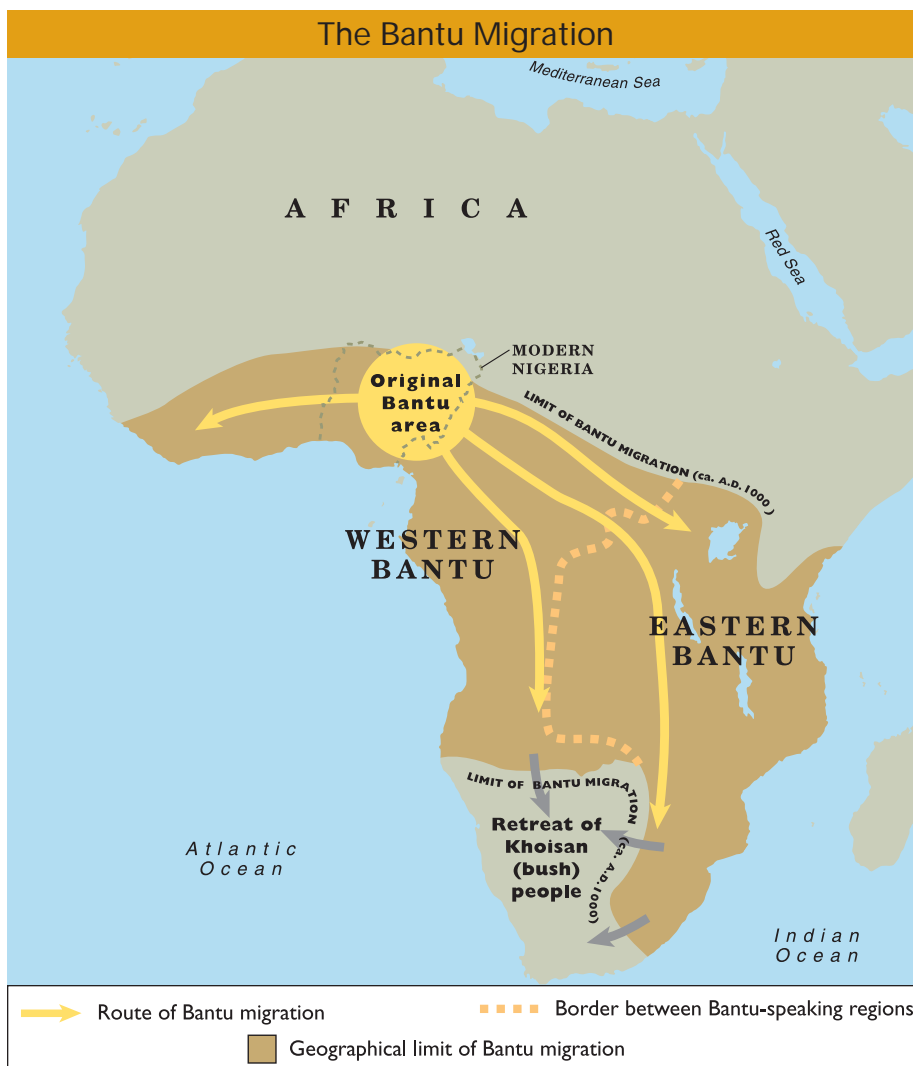 The Bantu Migration
Mediterranean Sea
AFRICA
Red Sea
MODERN
NIGERIA
Original
Bantu
area
LIMIT OF BANTU MIGRATION (ca. A.D. 1000)
WESTERN
BANTU
EASTERN
BANTU
LIMIT OF BANTU MIGRATION (ca. A.D. 1000)
Retreat of
Khoisan
(bush)
people
Atlantic
Ocean
Indian
Ocean
Route of Bantu migration
Border between Bantu-speaking regions
Geographical limit of Bantu migration